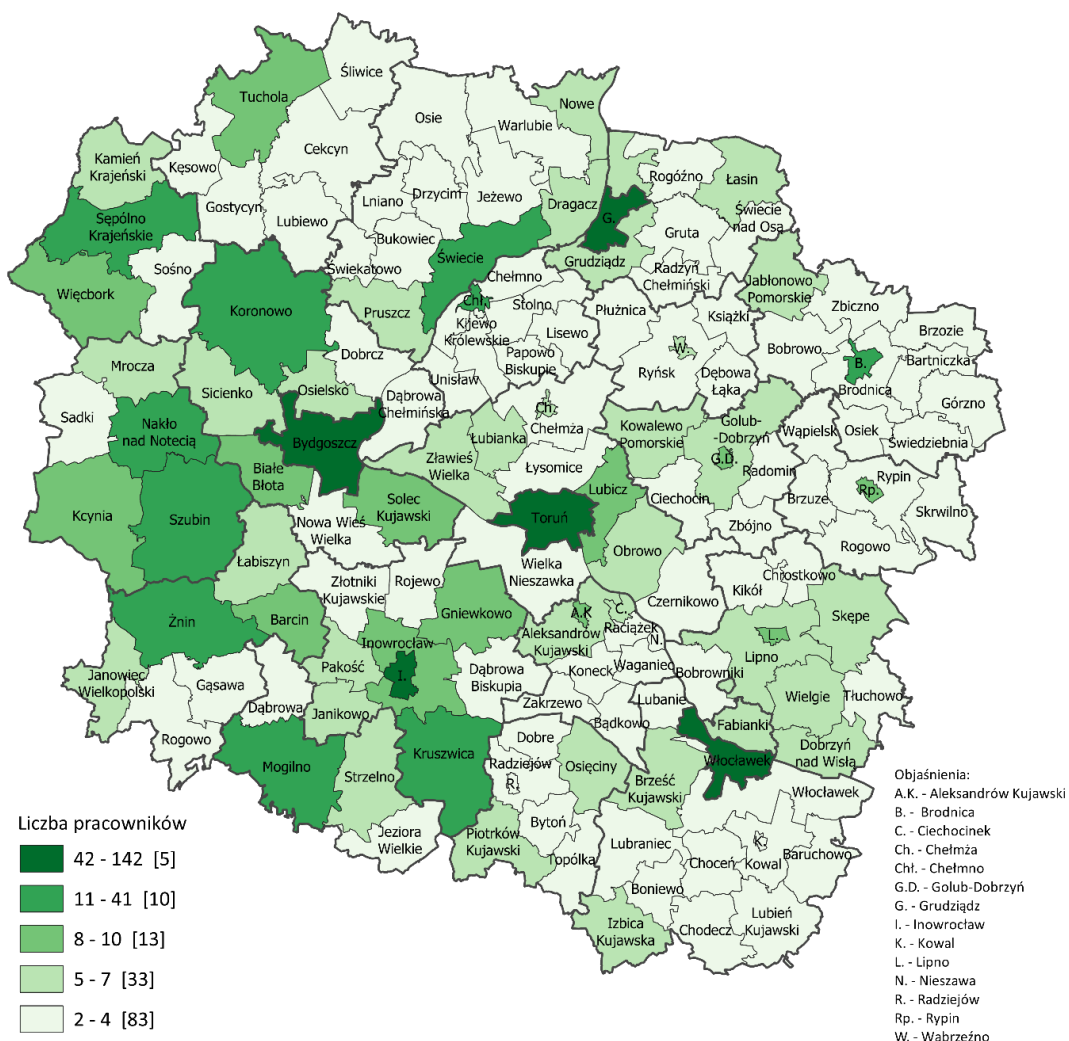 Śliwice
Tuchola
Nowe
Osie
Warlubie
Cekcyn
Kamień
Krajeński
Kęsowo
Rogóźno
Łasin
Drzycim
Jeżewo
Lniano
Dragacz
Gostycyn
Lubiewo
G.
Świecie
nad Osą
Sępólno
Krajeńskie
Bukowiec
Gruta
Świecie
Grudziądz
Sośno
Świekatowo
Radzyń
Chełmiński
Chełmno
Jabłonowo
Pomorskie
Więcbork
Koronowo
Chł.
Stolno
Płużnica
Zbiczno
Pruszcz
Książki
Kijewo
Królewskie
Lisewo
Brzozie
Dobrcz
W.
Bobrowo
Papowo
Biskupie
B.
Bartniczka
Mrocza
Unisław
Ryńsk
Dębowa
Łąka
Brodnica
Sicienko
Osielsko
Dąbrowa
Chełmińska
Górzno
Sadki
Ch.
Nakło
nad Notecią
Chełmża
Kowalewo
Pomorskie
Golub-
-Dobrzyń
Wąpielsk
Osiek
Bydgoszcz
Łubianka
Świedziebnia
Zławieś
Wielka
G.D.
Białe
Błota
Łysomice
Radomin
Rypin
Lubicz
Ciechocin
Rp.
Brzuze
Solec
Kujawski
Skrwilno
Kcynia
Szubin
Toruń
Nowa Wieś
Wielka
Zbójno
Rogowo
Obrowo
Łabiszyn
Wielka
Nieszawka
Rojewo
Chrostkowo
Złotniki
Kujawskie
Kikół
Czernikowo
Gniewkowo
A.K
C.
Skępe
Żnin
Barcin
Raciążek
Aleksandrów
Kujawski
N.
L.
Inowrocław
Lipno
Pakość
Waganiec
Janowiec
Wielkopolski
I.
Dąbrowa
Biskupia
Koneck
Bobrowniki
Gąsawa
Wielgie
Tłuchowo
Zakrzewo
Lubanie
Dąbrowa
Janikowo
Bądkowo
Fabianki
Rogowo
Dobre
Kruszwica
Włocławek
Dobrzyń
nad Wisłą
Mogilno
Radziejów
Osięciny
Strzelno
Brześć
Kujawski
R.
Włocławek
Bytoń
Jeziora
Wielkie
Piotrków
Kujawski
Lubraniec
K.
Kowal
Baruchowo
Topólka
Choceń
Boniewo
Lubień
Kujawski
Izbica
Kujawska
Chodecz
Liczba pracowników
42 - 142 [5]
11 - 41 [10]
8 - 10 [13]
5 - 7 [33]
2 - 4 [83]
Objaśnienia:
A.K. - Aleksandrów Kujawski
B. - Brodnica
C. - Ciechocinek
Ch. - Chełmża
Chł. - Chełmno
G.D. - Golub-Dobrzyń
G. - Grudziądz
I. - Inowrocław
K. - Kowal
L. - Lipno
N. - Nieszawa
R. - Radziejów
Rp. - Rypin
W. - Wąbrzeźno